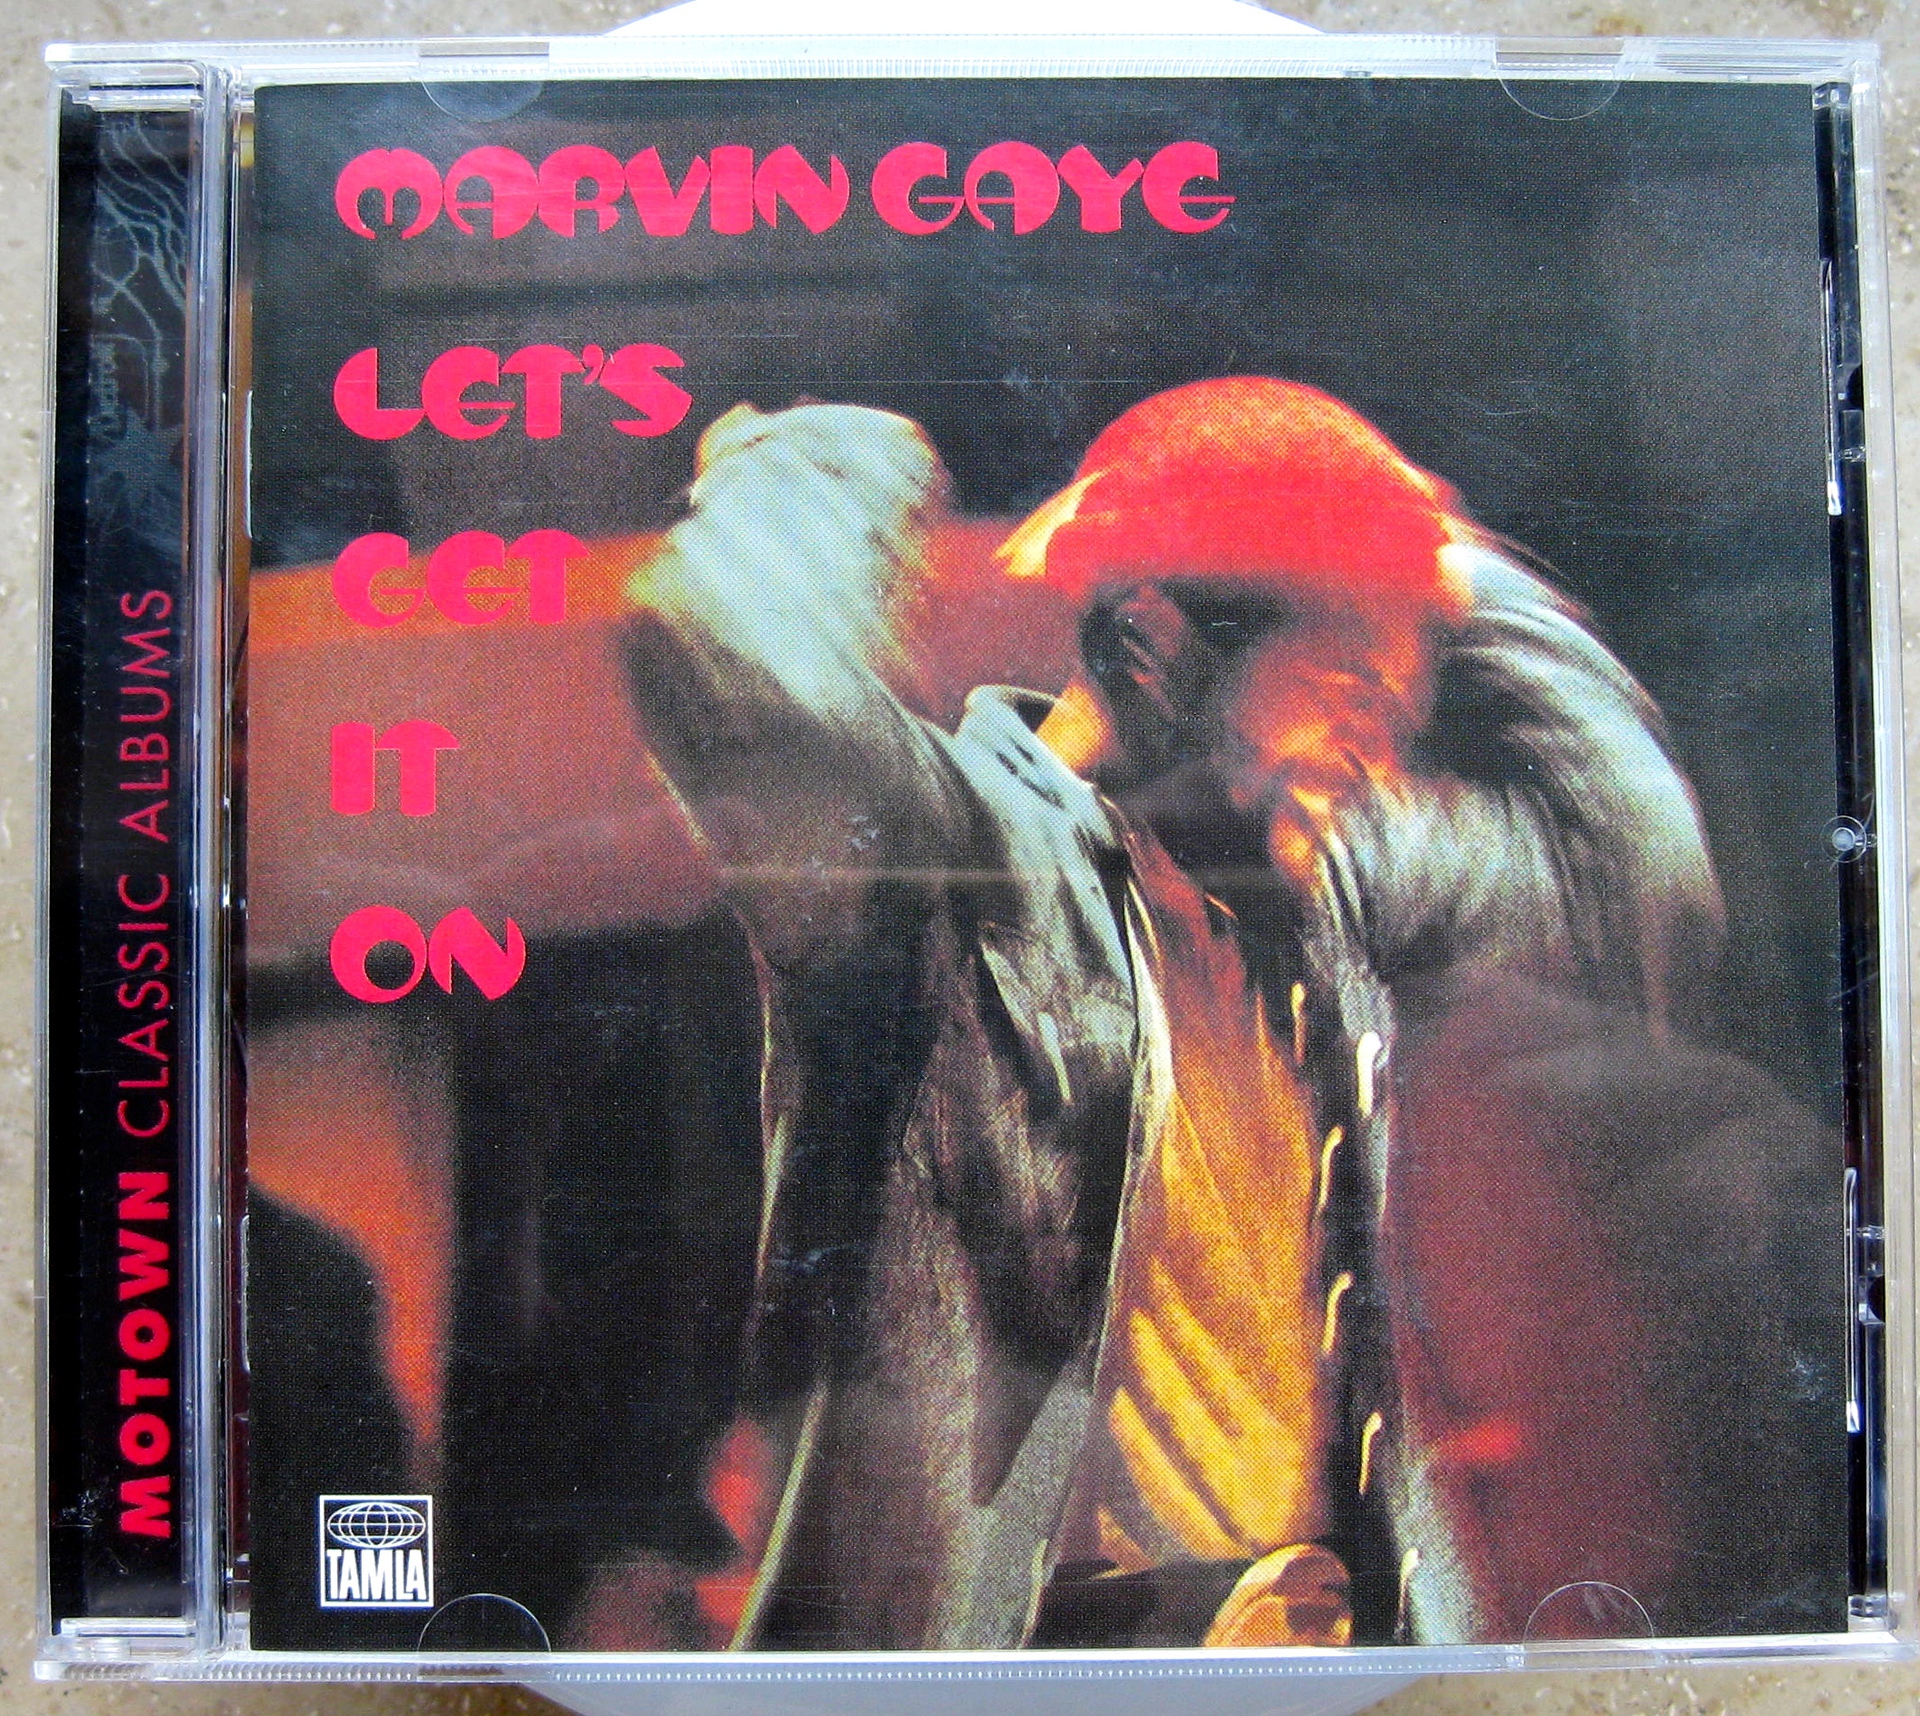 MARVIN GAYE
LET'S
GET
IT
ON
MOTOWN CLASSIC ALBUMS
TAMLA